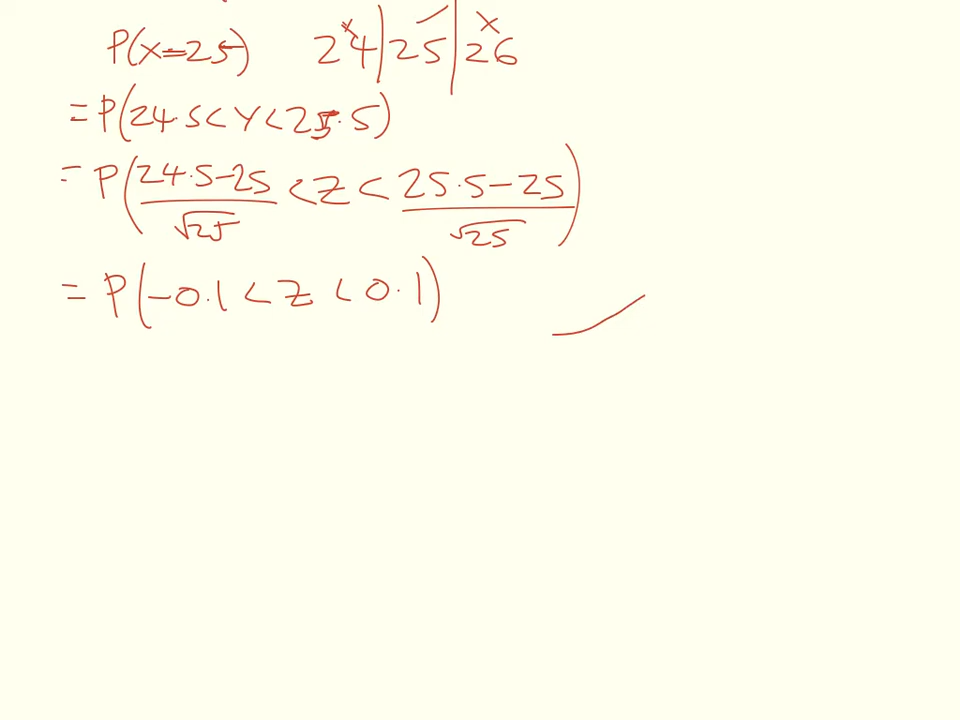 P(X=25) 24|25|26
=P(24.5<Y<25.5)
=P(24.5-25/√25 <Z< 25.5-25/√25)
=P(-0.1<Z<0.1)